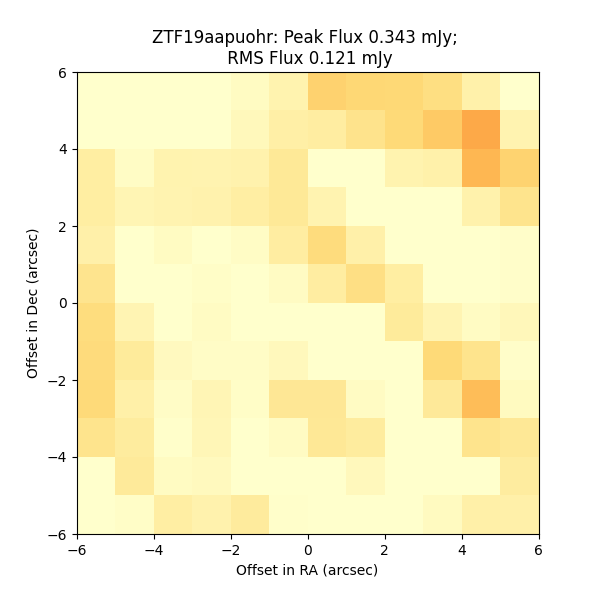 ZTF19aapuohr: Peak Flux 0.343 mJy;
RMS Flux 0.121 mJy
6
4
2
0
−2
−4
−6
Offset in Dec (arcsec)
−6 −4 −2 0 2 4 6
Offset in RA (arcsec)